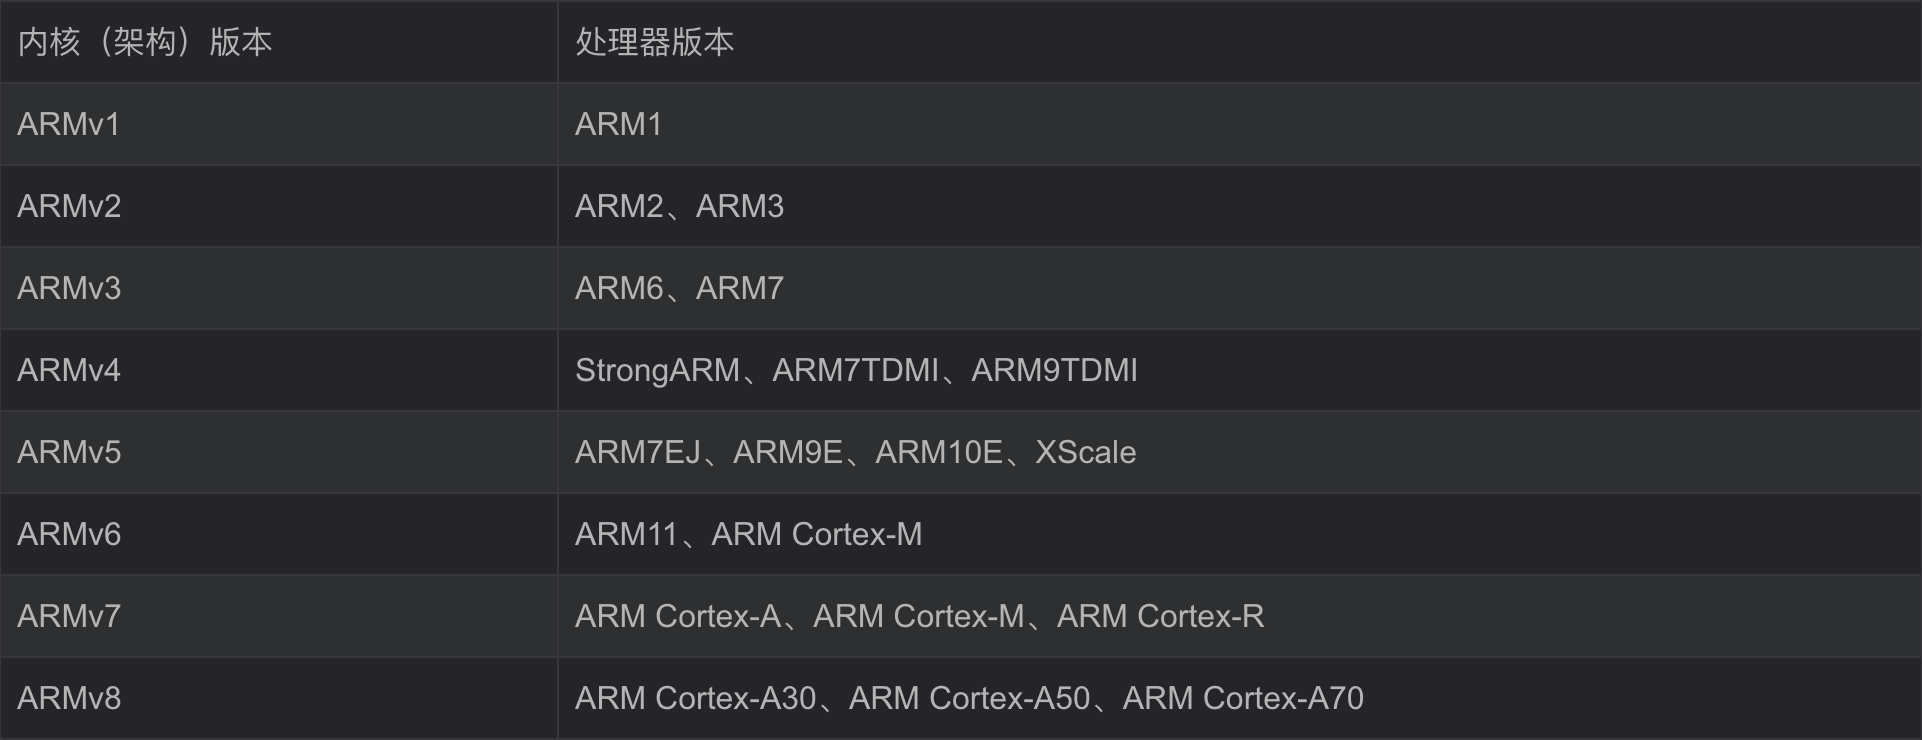 内核（架构）版本 处理器版本
ARMv1 ARM1
ARMv2 ARM2、ARM3
ARMv3 ARM6、ARM7
ARMv4 StrongARM、ARM7TDMI、ARM9TDMI
ARMv5 ARM7EJ、ARM9E、ARM10E、XScale
ARMv6 ARM11、ARM Cortex-M
ARMv7 ARM Cortex-A、ARM Cortex-M、ARM Cortex-R
ARMv8 ARM Cortex-A30、ARM Cortex-A50、ARM Cortex-A70